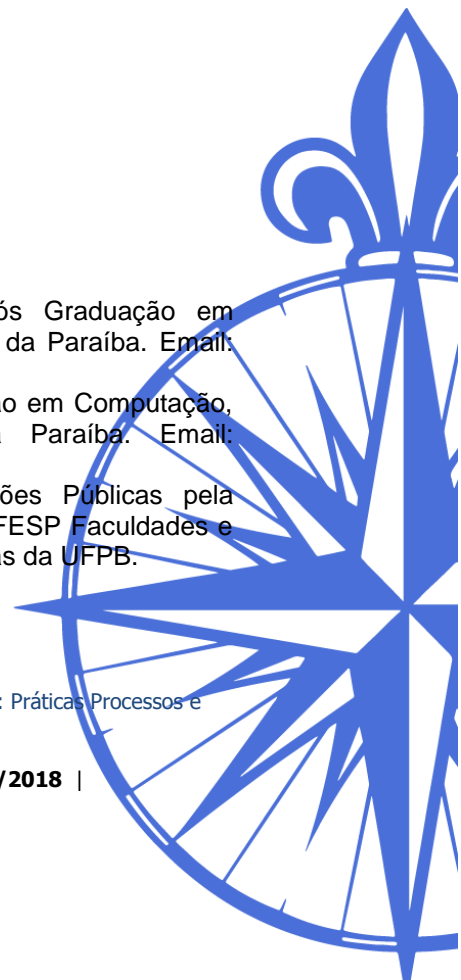 ós Graduação em
da Paraíba. Email:
ão em Computação,
Paraíba. Email:
ões Públicas pela
FESP Faculdades e
as da UFPB.
: Práticas Processos e
/2018 |